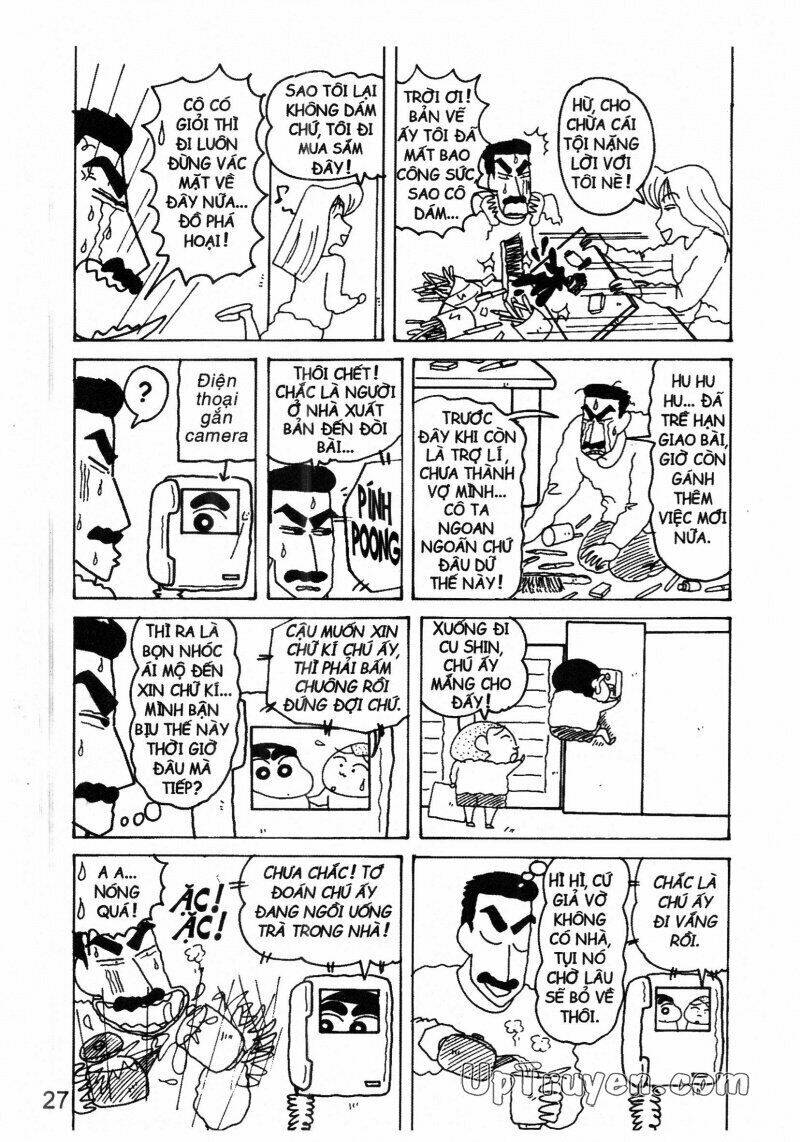 HỪ, CHO
CHỪA CÁI
TỘI NẶNG
LỜI VỚI
TÔI NÈ!
TRỜI ƠI!
BẢN VẼ
ẤY TÔI ĐÃ
MẤT BAO
CÔNG SỨC
SAO CÔ
DÁM...
SAO TÔI LẠI
KHÔNG DÁM
CHỨ, TÔI ĐI
MUA SẮM
ĐÂY!
CÔ CÓ
GIỎI THÌ
ĐI LUÔN
ĐỪNG VÁC
MẶT VỀ
ĐÂY NỮA...
ĐỒ PHÁ
HOẠI!
HU HU
HU... ĐÃ
TRỄ HẠN
GIAO BÀI,
GIỜ CÒN
GÁNH
THÊM
VIỆC MỚI
NỮA.
TRƯỚC
ĐÂY KHI CÒN
LÀ TRỢ LÍ,
CHƯA THÀNH
VỢ MÌNH...
CÔ TA
NGOAN
NGOÃN CHỨ
ĐÂU DỮ
THẾ NÀY!
PÍNH
POONG
THÔI CHẾT!
CHẮC LÀ NGƯỜI
Ở NHÀ XUẤT
BẢN ĐẾN ĐÒI
BÀI...
Điện
thoại
gắn
camera
?
XUỐNG ĐI
CU SHIN,
CHÚ ẤY
MẮNG CHO
ĐẤY!
CẬU MUỐN XIN
CHỮ KÍ CHÚ ẤY,
THÌ PHẢI BẤM
CHUÔNG RỒI
ĐỨNG ĐỢI CHỨ.
THÌ RA LÀ
BỌN NHÓC
ÁI MỘ ĐẾN
XIN CHỮ KÍ...
MÌNH BẬN
BỊU THẾ NÀY
THỜI GIỜ
ĐÂU MÀ
TIẾP?
CHẮC LÀ
CHÚ ẤY
ĐI VẮNG
RỒI.
HÌ HÌ, CỨ
GIẢ VỜ
KHÔNG
CÓ NHÀ,
TỤI NÓ
CHỜ LÂU
SẼ BỎ VỀ
THÔI.
CHƯA CHẮC! TỚ
ĐOÁN CHÚ ẤY
ĐANG NGỒI UỐNG
TRÀ TRONG NHÀ!
ẶC!
ẶC!
A A...
NÓNG
QUÁ!
UpTruyen.com
27